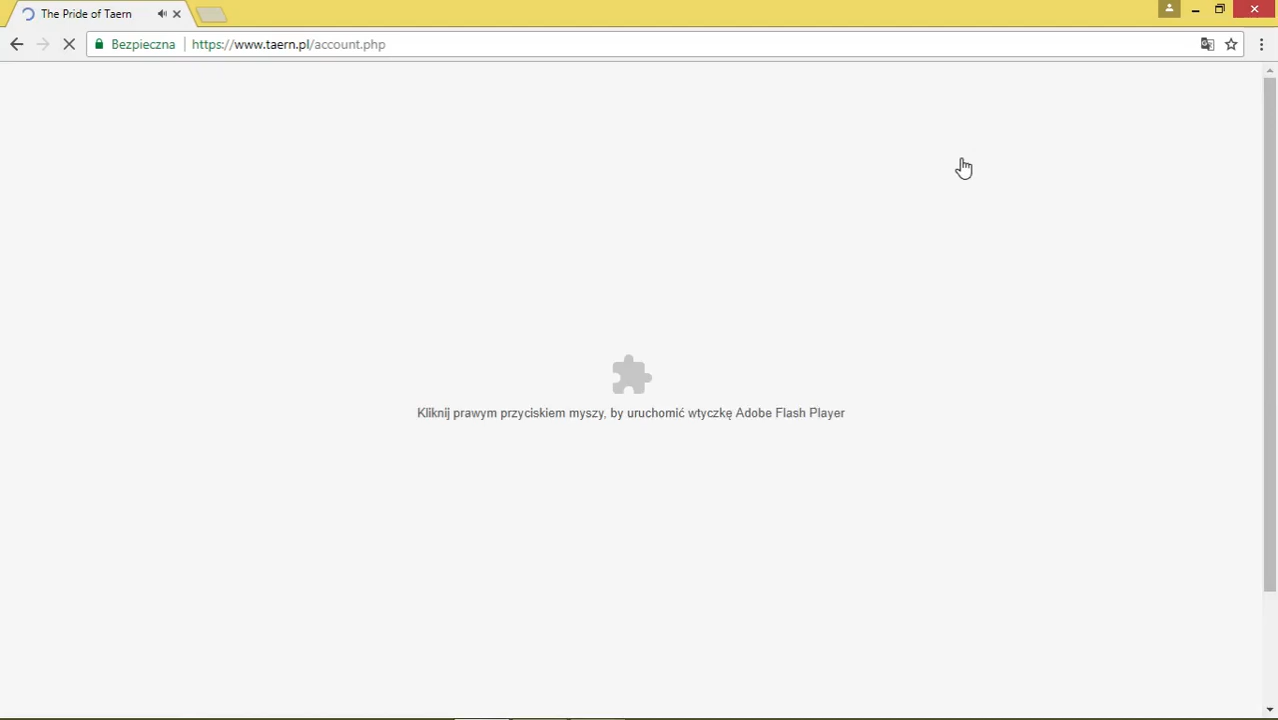 The Pride of Taern
Bezpieczna https://www.taern.pl/account.php
Kliknij prawym przyciskiem myszy, by uruchomić wtyczkę Adobe Flash Player